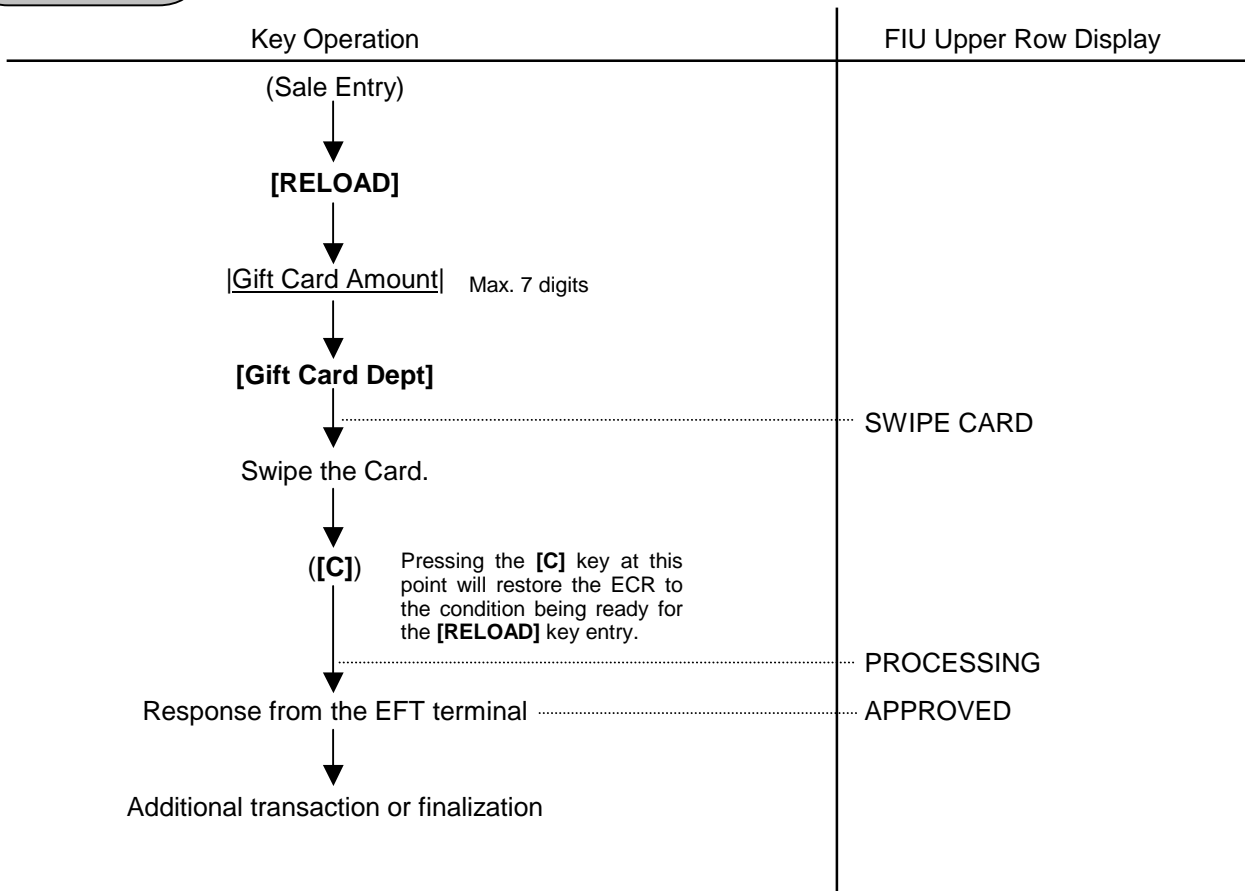 Key Operation
FIU Upper Row Display
(Sale Entry)
[RELOAD]
|Gift Card Amount| Max. 7 digits
[Gift Card Dept]
SWIPE CARD
Swipe the Card.
([C])
Pressing the [C] key at this
point will restore the ECR to
the condition being ready for
the [RELOAD] key entry.
PROCESSING
Response from the EFT terminal
APPROVED
Additional transaction or finalization